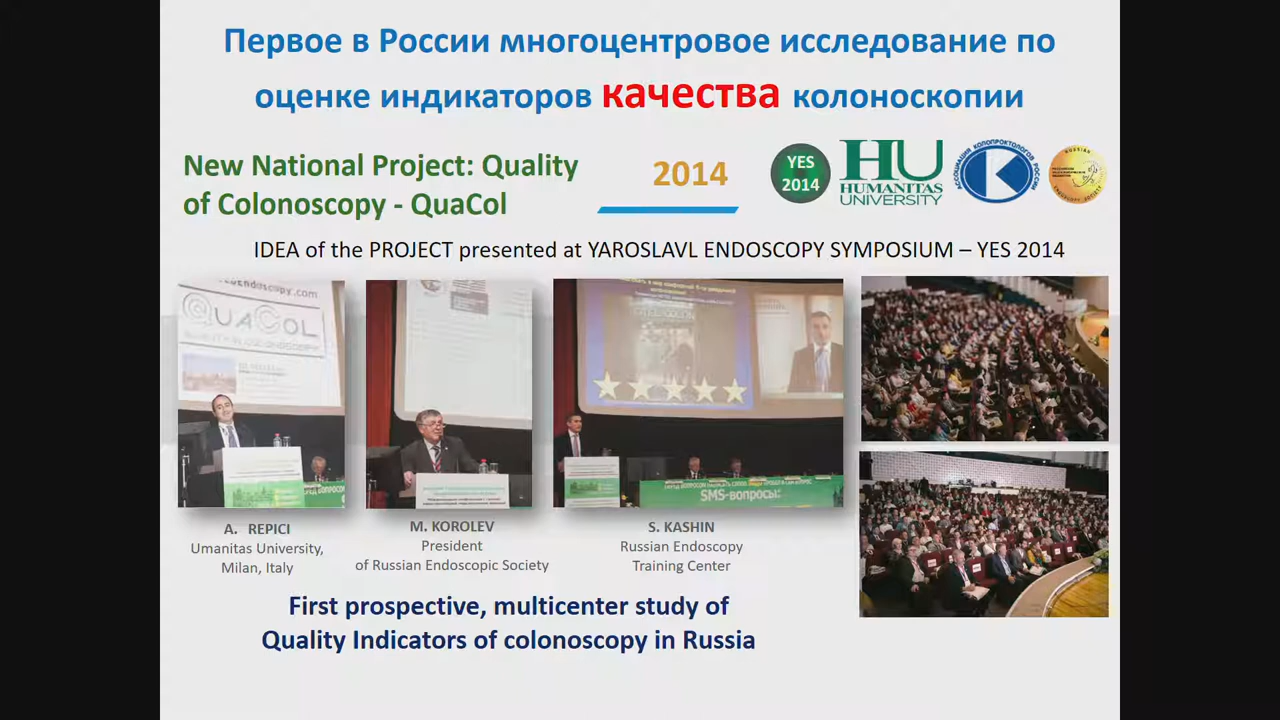 Первое в России многоцентровое исследование по
оценке индикаторов качества колоноскопии
New National Project: Quality
of Colonoscopy - QuaCol
2014
YES
2014
HU
HUMANITAS
UNIVERSITY
АССОЦИАЦИЯ КОЛОПРОКТОЛОГОВ РОССИИ
IDEA of the PROJECT presented at YAROSLAVL ENDOSCOPY SYMPOSIUM – YES 2014
QUACOL
SMS-вопросы:
A. REPICI
Umanitas University,
Milan, Italy
M. KOROLEV
President
of Russian Endoscopic Society
S. KASHIN
Russian Endoscopy
Training Center
First prospective, multicenter study of
Quality Indicators of colonoscopy in Russia